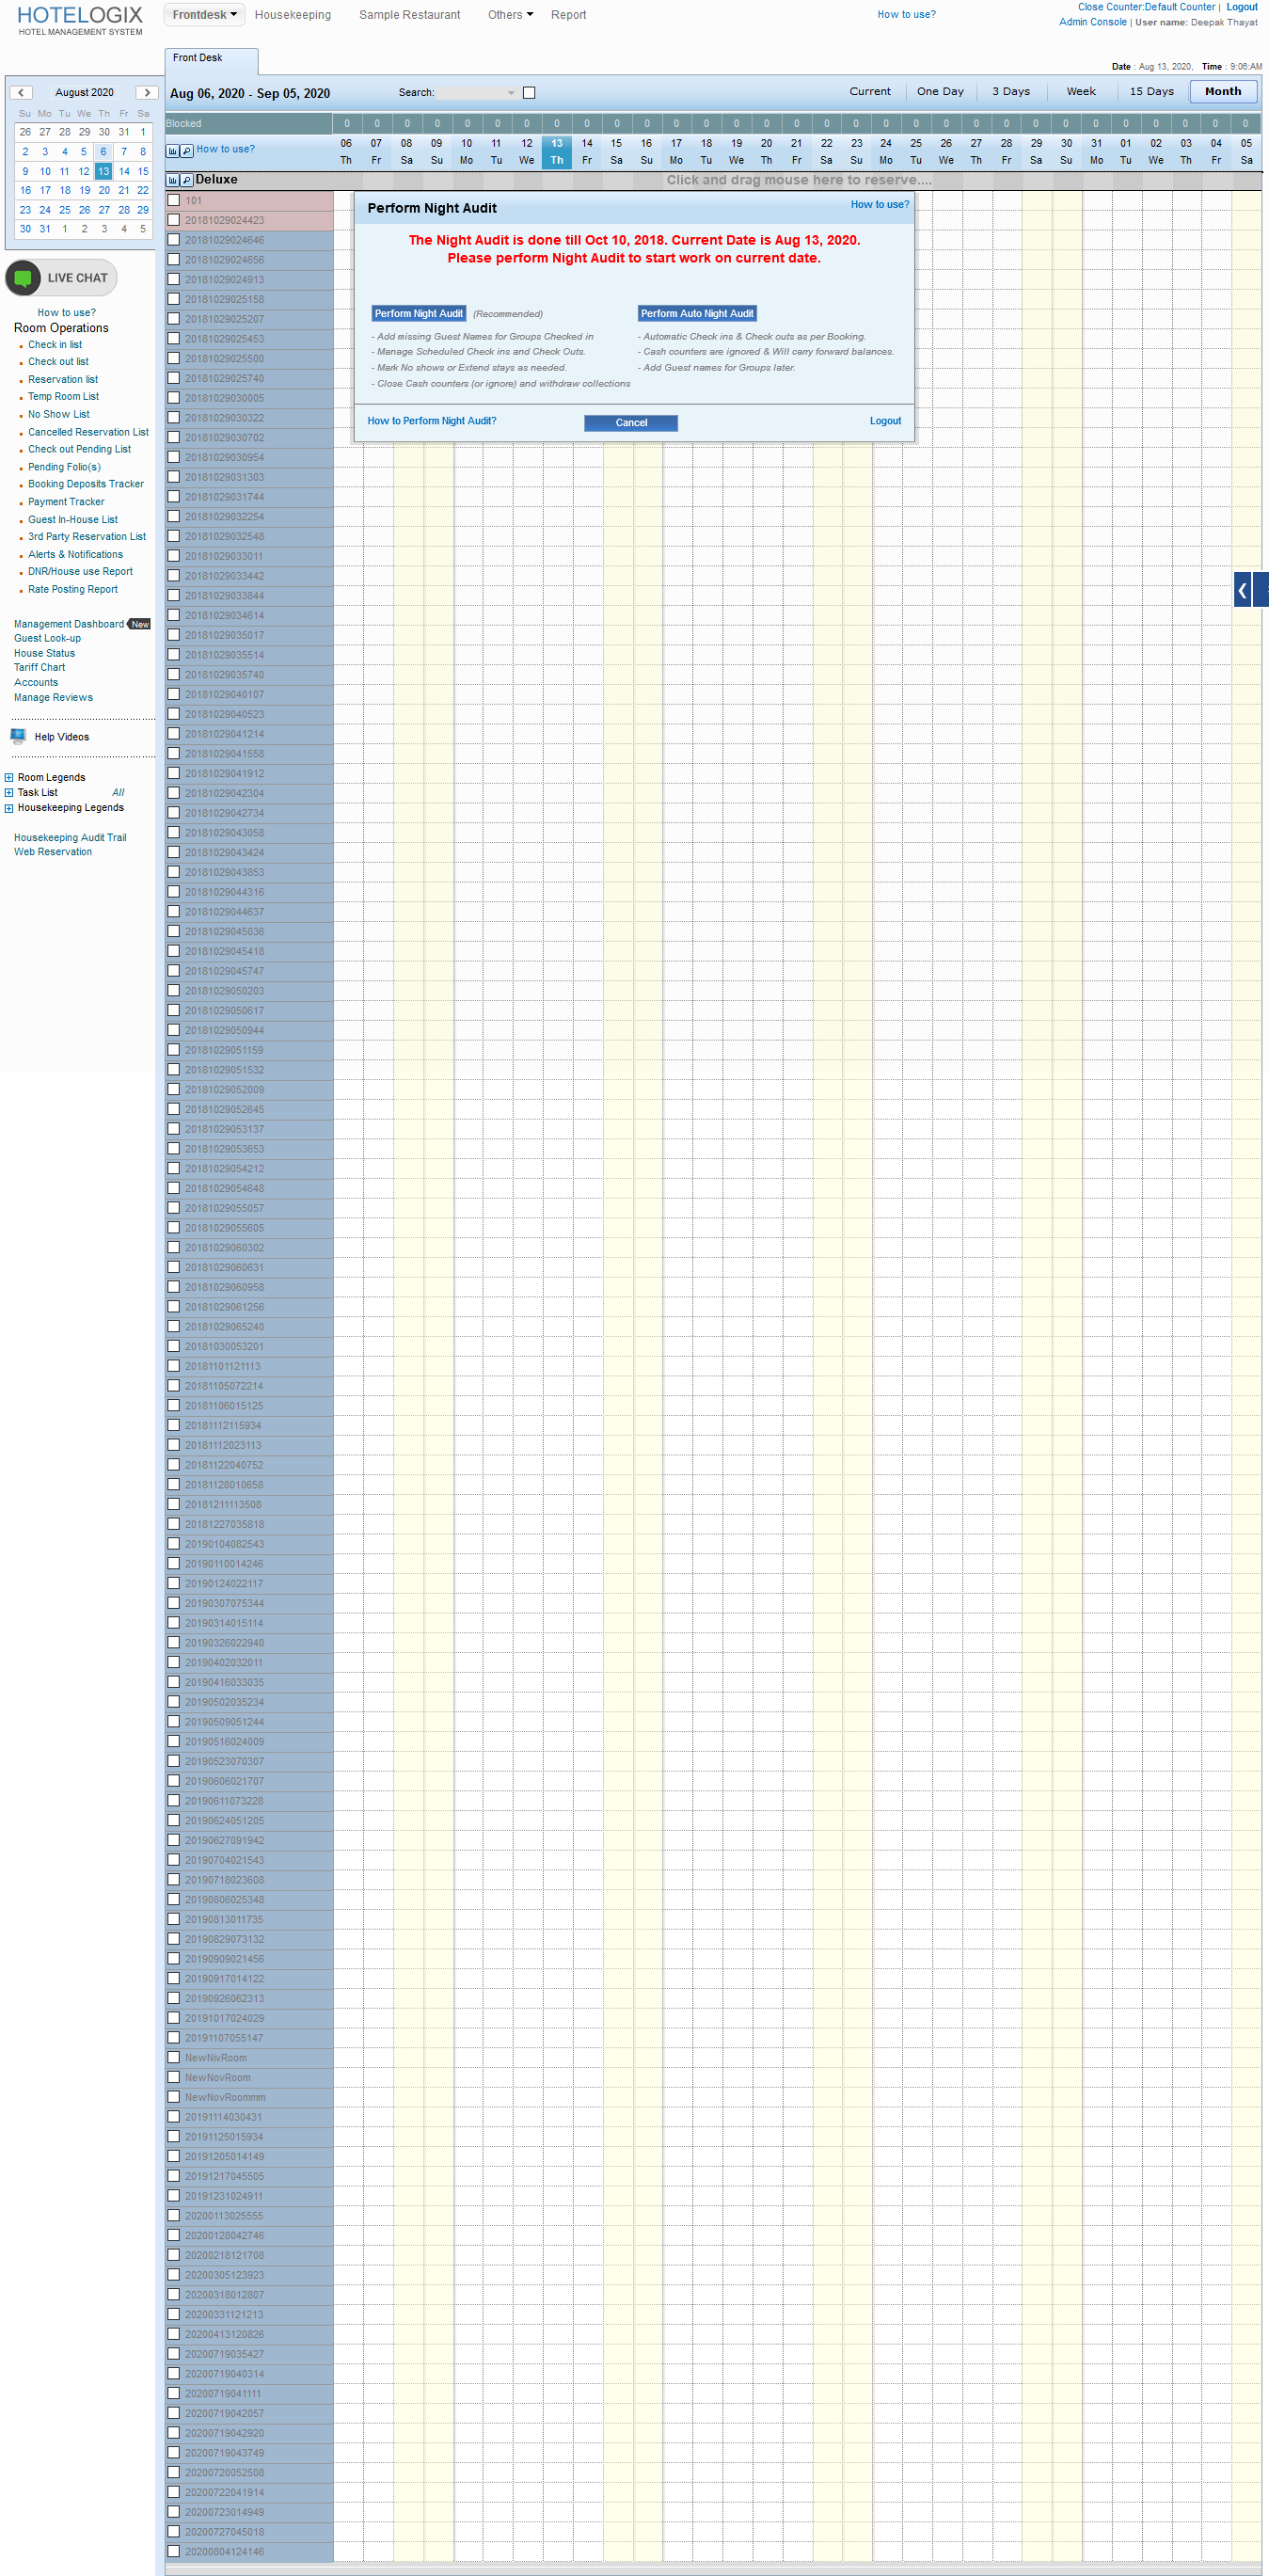 HOTELOGIX
HOTEL MANAGEMENT SYSTEM
Frontdesk Housekeeping Sample Restaurant Others Report
How to use?
Close Counter:Default Counter | Logout
Admin Console | User name: Deepak Thayat
Front Desk
Date : Aug 13, 2020, Time : 9:06:AM
August 2020
Su Mo Tu We Th Fr Sa
26 27 28 29 30 31 1
2 3 4 5 6 7 8
9 10 11 12 13 14 15
16 17 18 19 20 21 22
23 24 25 26 27 28 29
30 31 1 2 3 4 5
LIVE CHAT
How to use?
Room Operations
Check in list
Check out list
Reservation list
Temp Room List
No Show List
Cancelled Reservation List
Check out Pending List
Pending Folio(s)
Booking Deposits Tracker
Payment Tracker
Guest In-House List
3rd Party Reservation List
Alerts & Notifications
DNR/House use Report
Rate Posting Report
Management Dashboard New
Guest Look-up
House Status
Tariff Chart
Accounts
Manage Reviews
Help Videos
Room Legends
Task List All
Housekeeping Legends
Housekeeping Audit Trail
Web Reservation
Aug 06, 2020 - Sep 05, 2020
Search:
Current One Day 3 Days Week 15 Days Month
Blocked 0 0 0 0 0 0 0 0 0 0 0 0 0 0 0 0 0 0 0 0 0 0 0 0 0 0 0 0 0 0 0
How to use?
06 07 08 09 10 11 12 13 14 15 16 17 18 19 20 21 22 23 24 25 26 27 28 29 30 31 01 02 03 04 05
Th Fr Sa Su Mo Tu We Th Fr Sa Su Mo Tu We Th Fr Sa Su Mo Tu We Th Fr Sa Su Mo Tu We Th Fr Sa
Deluxe
Click and drag mouse here to reserve....
Perform Night Audit
How to use?
The Night Audit is done till Oct 10, 2018. Current Date is Aug 13, 2020.
Please perform Night Audit to start work on current date.
Perform Night Audit (Recommended)
- Add missing Guest Names for Groups Checked in
- Manage Scheduled Check ins and Check Outs.
- Mark No shows or Extend stays as needed.
- Close Cash counters (or ignore) and withdraw collections
Perform Auto Night Audit
- Automatic Check ins & Check outs as per Booking.
- Cash counters are ignored & Will carry forward balances.
- Add Guest names for Groups later.
How to Perform Night Audit?
Cancel
Logout
101
20181029024423
20181029024646
20181029024656
20181029024913
20181029025158
20181029025207
20181029025453
20181029025500
20181029025740
20181029030005
20181029030322
20181029030702
20181029030954
20181029031303
20181029031744
20181029032254
20181029032548
20181029033011
20181029033442
20181029033844
20181029034614
20181029035017
20181029035514
20181029035740
20181029040107
20181029040523
20181029041214
20181029041558
20181029041912
20181029042304
20181029042734
20181029043058
20181029043424
20181029043853
20181029044316
20181029044637
20181029045036
20181029045418
20181029045747
20181029050203
20181029050617
20181029050944
20181029051159
20181029051532
20181029052009
20181029052645
20181029053137
20181029053653
20181029054212
20181029054648
20181029055057
20181029055605
20181029060302
20181029060631
20181029060958
20181029061256
20181029065240
20181030053201
20181101121113
20181105072214
20181106015125
20181112115934
20181112023113
20181122040752
20181128010658
20181211113508
20181227035818
20190104082543
20190110014246
20190124022117
20190307075344
20190314015114
20190326022940
20190402032011
20190416033035
20190502035234
20190509051244
20190516024009
20190523070307
20190606021707
20190611073228
20190624051205
20190627091942
20190704021543
20190718023608
20190806025348
20190813011735
20190829073132
20190909021456
20190917014122
20190926062313
20191017024029
20191107055147
NewNivRoom
NewNovRoom
NewNovRoommm
20191114030431
20191125015934
20191205014149
20191217045505
20191231024911
20200113025555
20200128042746
20200218121708
20200305123923
20200318012807
20200331121213
20200413120826
20200719035427
20200719040314
20200719041111
20200719042057
20200719042920
20200719043749
20200720052508
20200722041914
20200723014949
20200727045018
20200804124146